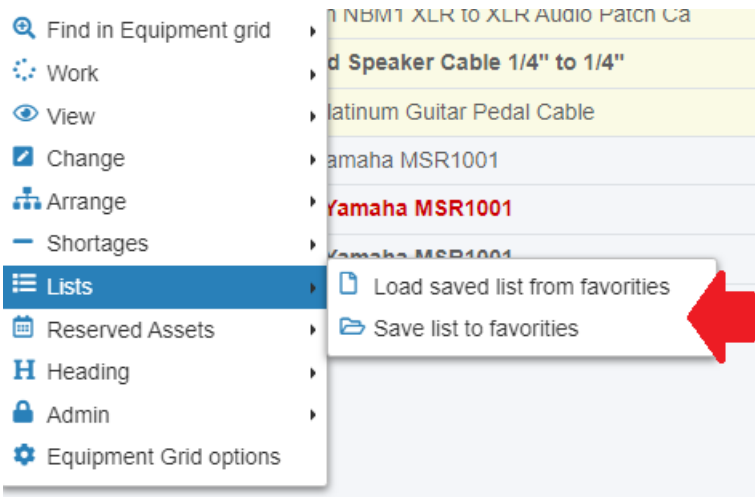 Find in Equipment grid
NBM1 XLR to XLR Audio Patch Ca
Work
d Speaker Cable 1/4" to 1/4"
View
latinum Guitar Pedal Cable
Change
amaha MSR1001
Arrange
Yamaha MSR1001
Shortages
Yamaha MSR1001
Lists
Load saved list from favorities
Reserved Assets
Save list to favorities
H Heading
Admin
Equipment Grid options